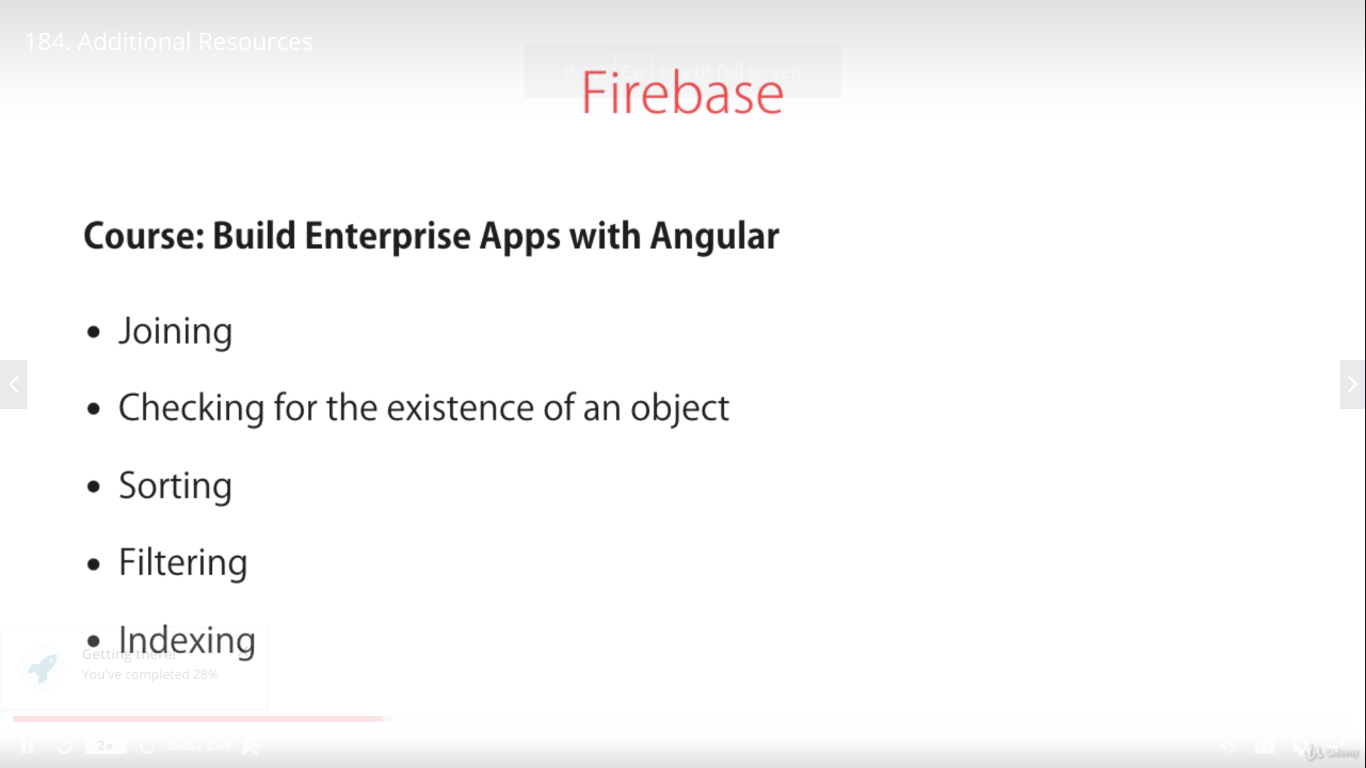 184. Additional Resources
Press Esc to exit full screen
Firebase
Course: Build Enterprise Apps with Angular
• Joining
• Checking for the existence of an object
• Sorting
• Filtering
• Indexing
Getting there!
You've completed 28%
2x
0:46 / 2:49
Udemy